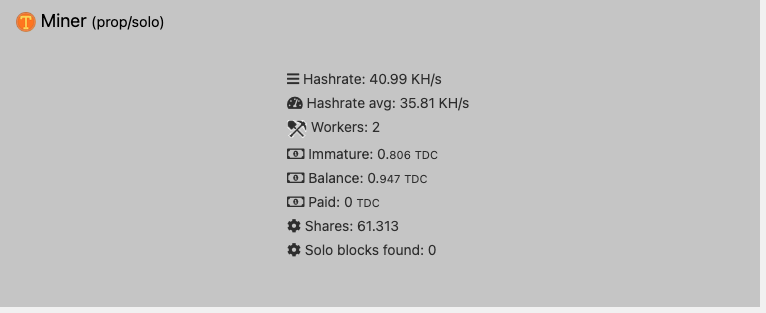 T Miner (prop/solo)
Hashrate: 40.99 KH/s
Hashrate avg: 35.81 KH/s
Workers: 2
Immature: 0.806 TDC
Balance: 0.947 TDC
Paid: 0 TDC
Shares: 61.313
Solo blocks found: 0